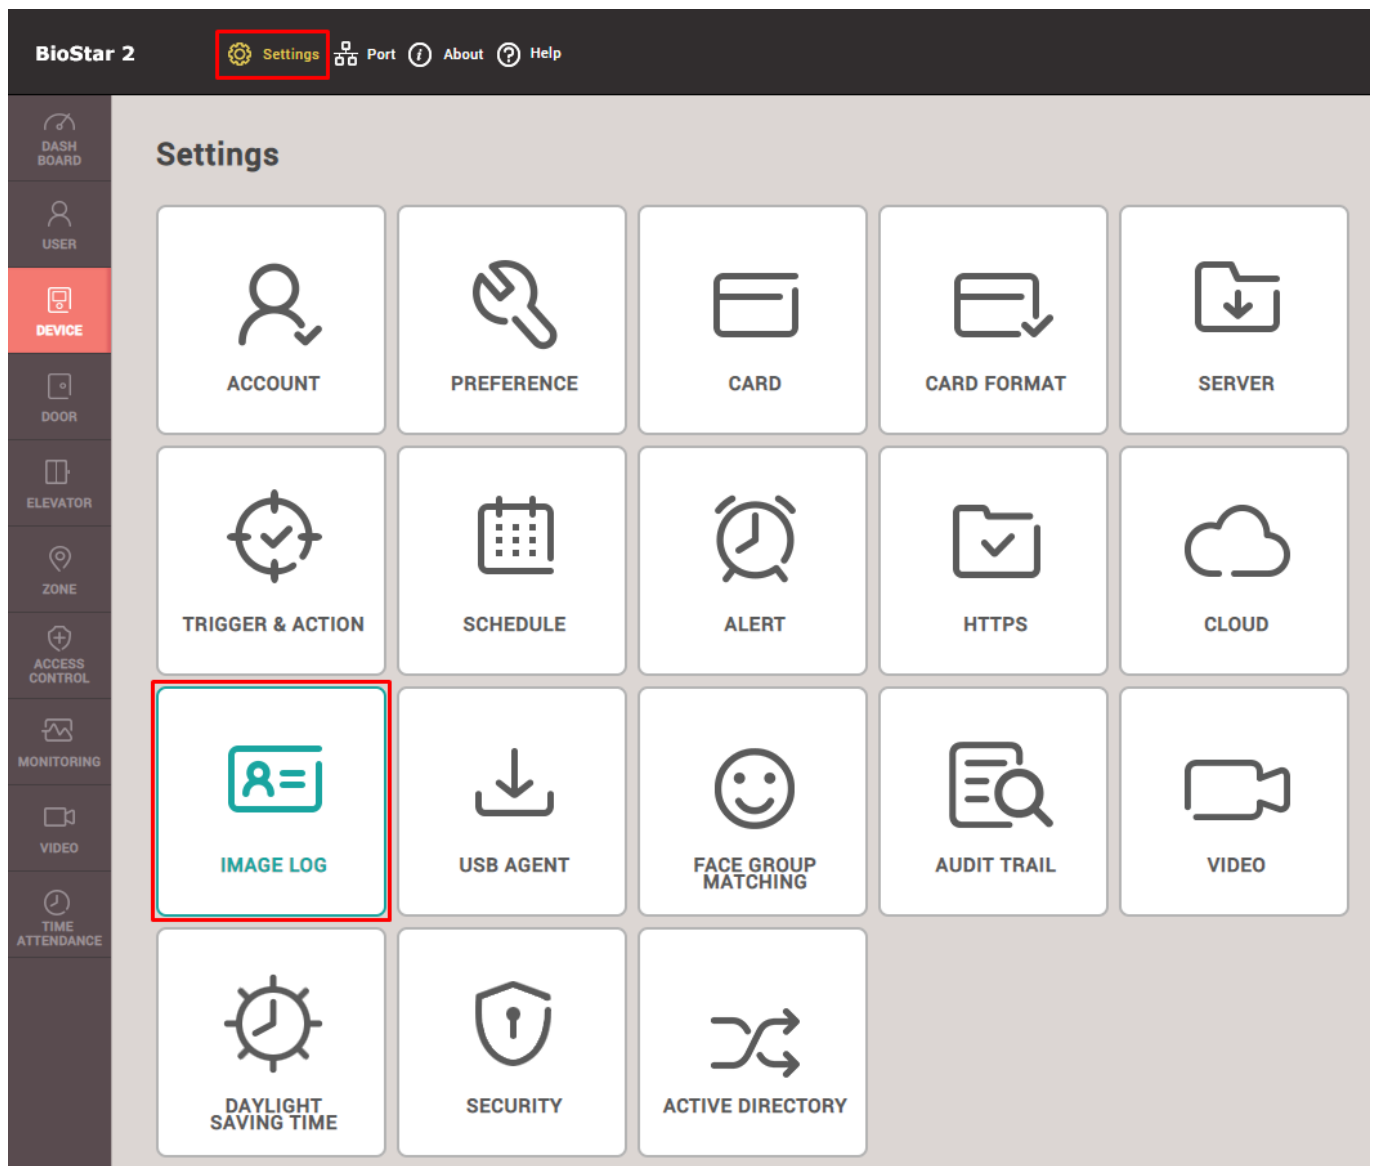 BioStar 2
Settings
Port
About
Help
DASH
BOARD
USER
DEVICE
DOOR
ELEVATOR
ZONE
ACCESS
CONTROL
MONITORING
VIDEO
TIME
ATTENDANCE
Settings
ACCOUNT
PREFERENCE
CARD
CARD FORMAT
SERVER
TRIGGER & ACTION
SCHEDULE
ALERT
HTTPS
CLOUD
IMAGE LOG
USB AGENT
FACE GROUP
MATCHING
AUDIT TRAIL
VIDEO
DAYLIGHT
SAVING TIME
SECURITY
ACTIVE DIRECTORY